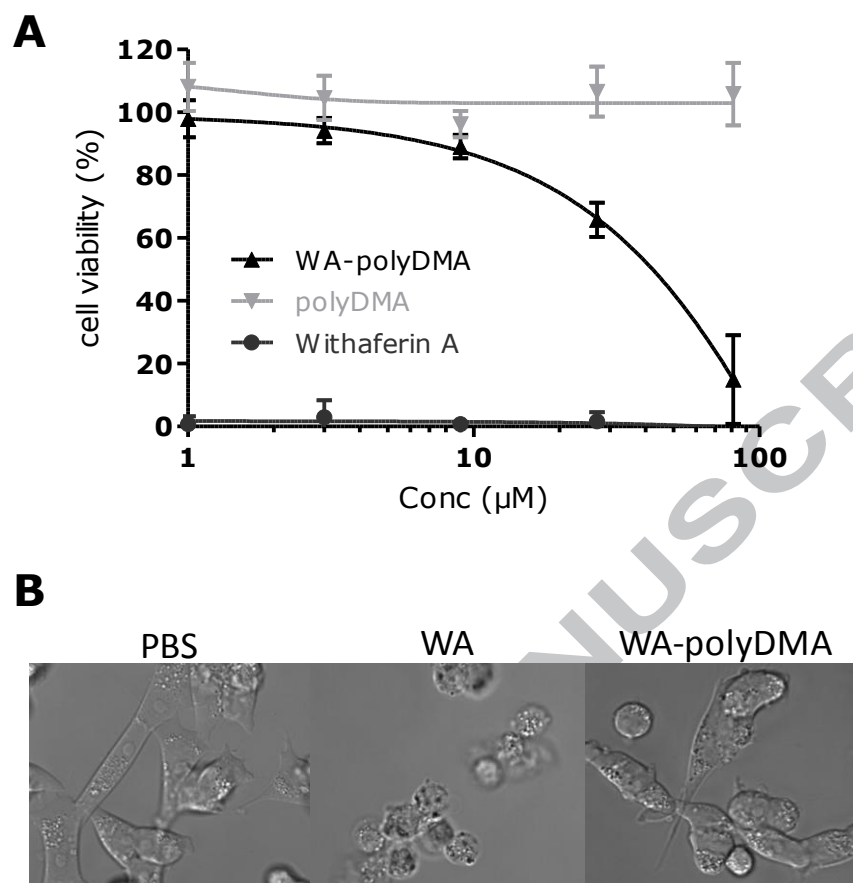 A
120
100
80
60
40
20
0
cell viability (%)
WA-polyDMA
polyDMA
Withaferin A
1
10
100
Conc (µM)
NUSCR
B
PBS
WA
WA-polyDMA